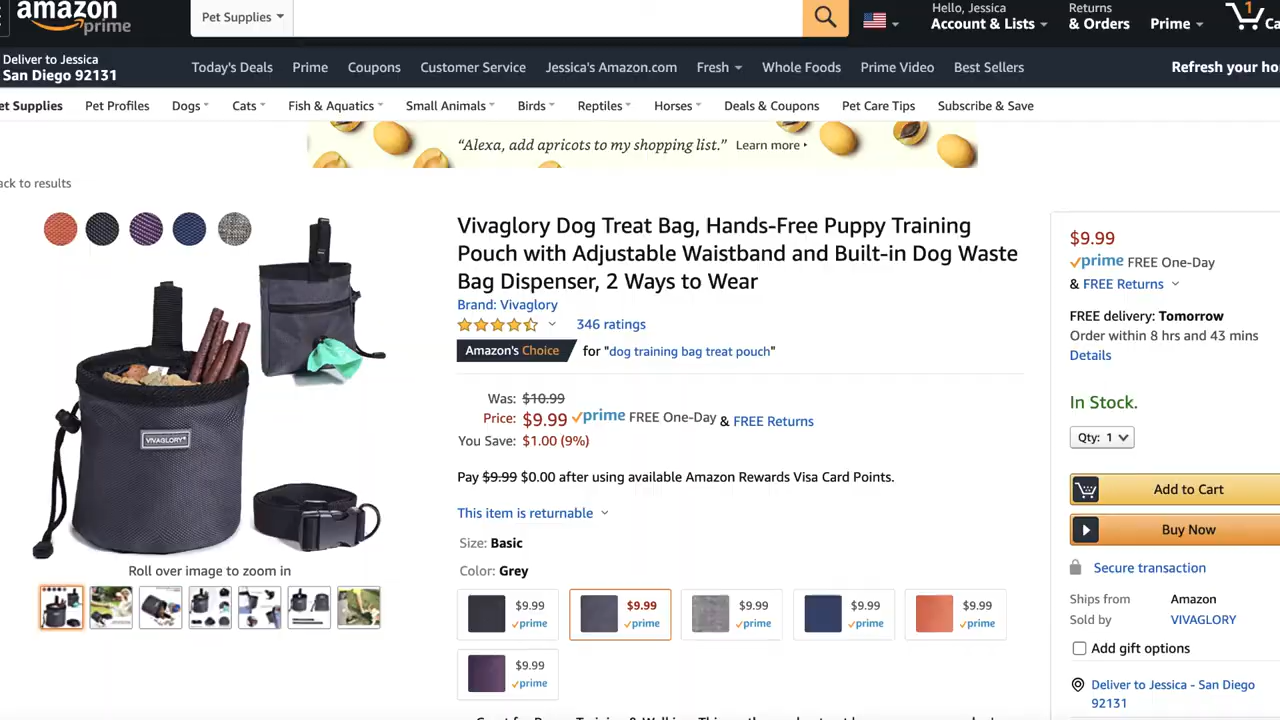 amazon
prime
Pet Supplies
Hello, Jessica
Account & Lists
Returns
& Orders
Prime
1
Deliver to Jessica
San Diego 92131
Today's Deals
Prime
Coupons
Customer Service
Jessica's Amazon.com
Fresh
Whole Foods
Prime Video
Best Sellers
Refresh your
et Supplies
Pet Profiles
Dogs
Cats
Fish & Aquatics
Small Animals
Birds
Reptiles
Horses
Deals & Coupons
Pet Care Tips
Subscribe & Save
“Alexa, add apricots to my shopping list.” Learn more
ack to results
VIVAGLORY
Roll over image to zoom in
Vivaglory Dog Treat Bag, Hands-Free Puppy Training
Pouch with Adjustable Waistband and Built-in Dog Waste
Bag Dispenser, 2 Ways to Wear
Brand: Vivaglory
346 ratings
Amazon's Choice for "dog training bag treat pouch"
Was: $10.99
Price: $9.99 prime FREE One-Day & FREE Returns
You Save: $1.00 (9%)
Pay $9.99 $0.00 after using available Amazon Rewards Visa Card Points.
This item is returnable
Size: Basic
Color: Grey
$9.99
prime
$9.99
prime
$9.99
prime
$9.99
prime
$9.99
prime
$9.99
prime
$9.99
prime FREE One-Day
& FREE Returns
FREE delivery: Tomorrow
Order within 8 hrs and 43 mins
Details
In Stock.
Qty: 1
Add to Cart
Buy Now
Secure transaction
Ships from Amazon
Sold by VIVAGLORY
Add gift options
Deliver to Jessica - San Diego
92131